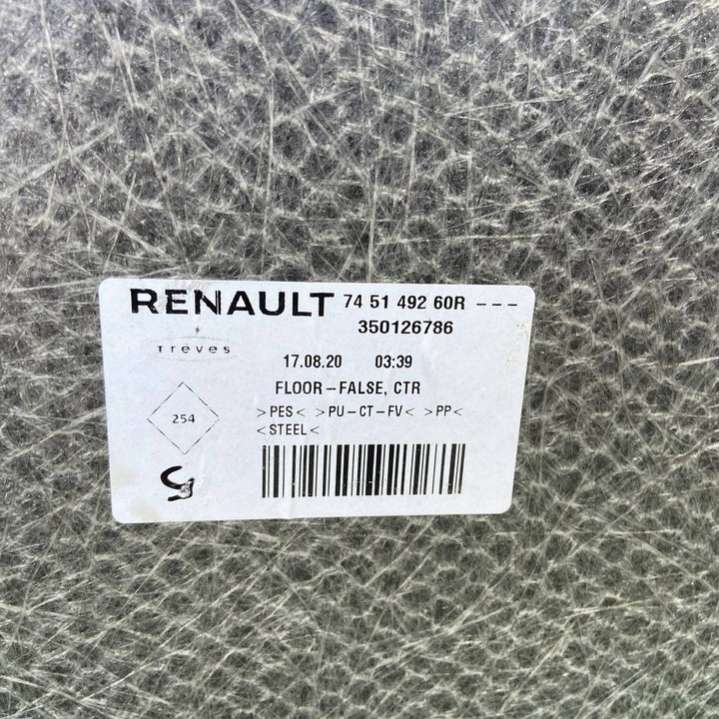 RENAULT 74 51 492 60R ---
350126786
Treves
17.08.20 03:39
FLOOR-FALSE, CTR
254
>PES< >PU-CT-FV< >PP<
<STEEL<